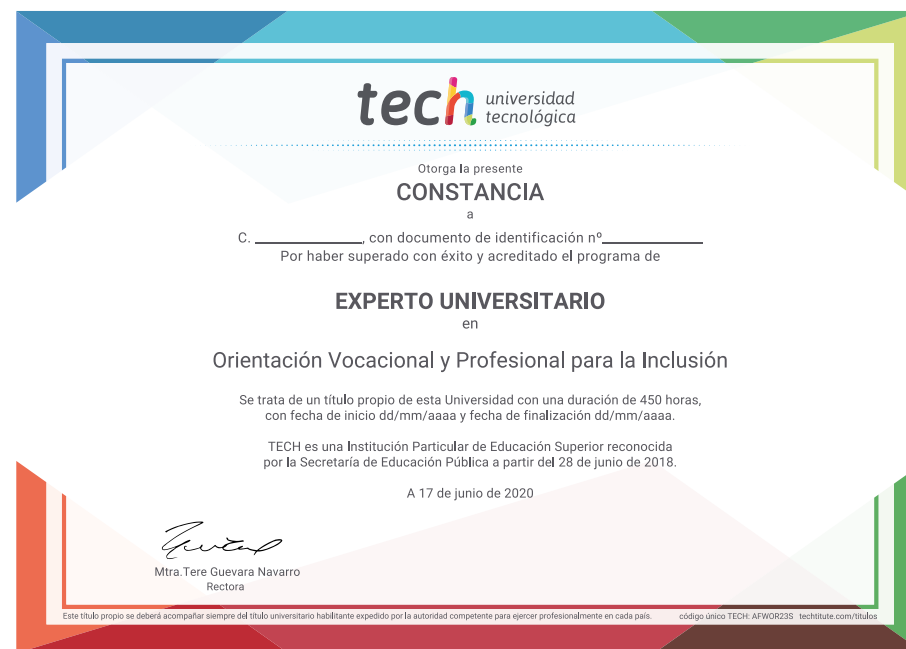 tech universidad
tecnológica
Otorga la presente
CONSTANCIA
a
C. ______________, con documento de identificación nº_____________
Por haber superado con éxito y acreditado el programa de
EXPERTO UNIVERSITARIO
en
Orientación Vocacional y Profesional para la Inclusión
Se trata de un título propio de esta Universidad con una duración de 450 horas,
con fecha de inicio dd/mm/aaaa y fecha de finalización dd/mm/aaaa.
TECH es una Institución Particular de Educación Superior reconocida
por la Secretaría de Educación Pública a partir del 28 de junio de 2018.
A 17 de junio de 2020
Mtra.Tere Guevara Navarro
Rectora
Este título propio se deberá acompañar siempre del título universitario habilitante expedido por la autoridad competente para ejercer profesionalmente en cada país. código único TECH: AFWOR23S techtitute.com/titulos